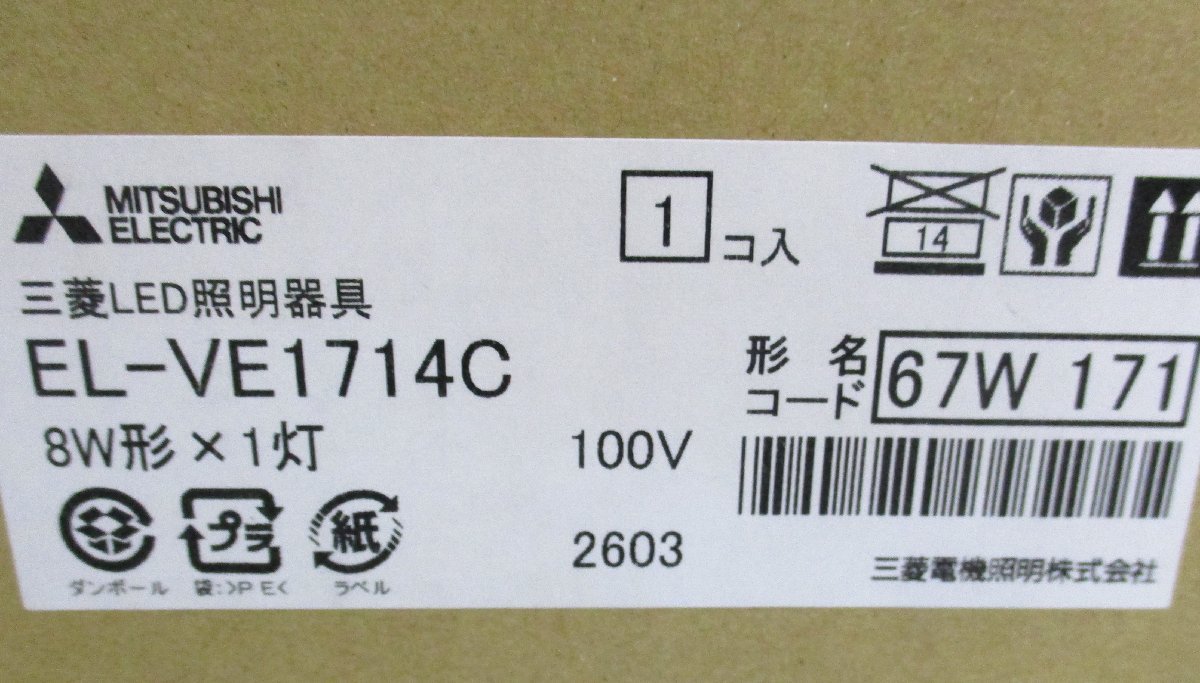 MITSUBISHI
ELECTRIC
1 コ入
14
三菱LED照明器具
EL-VE1714C
形名
コード
67W 171
8W形×1灯
100V
プラ
紙
2603
ダンボール
袋:>PE<
ラベル
三菱電機照明株式会社